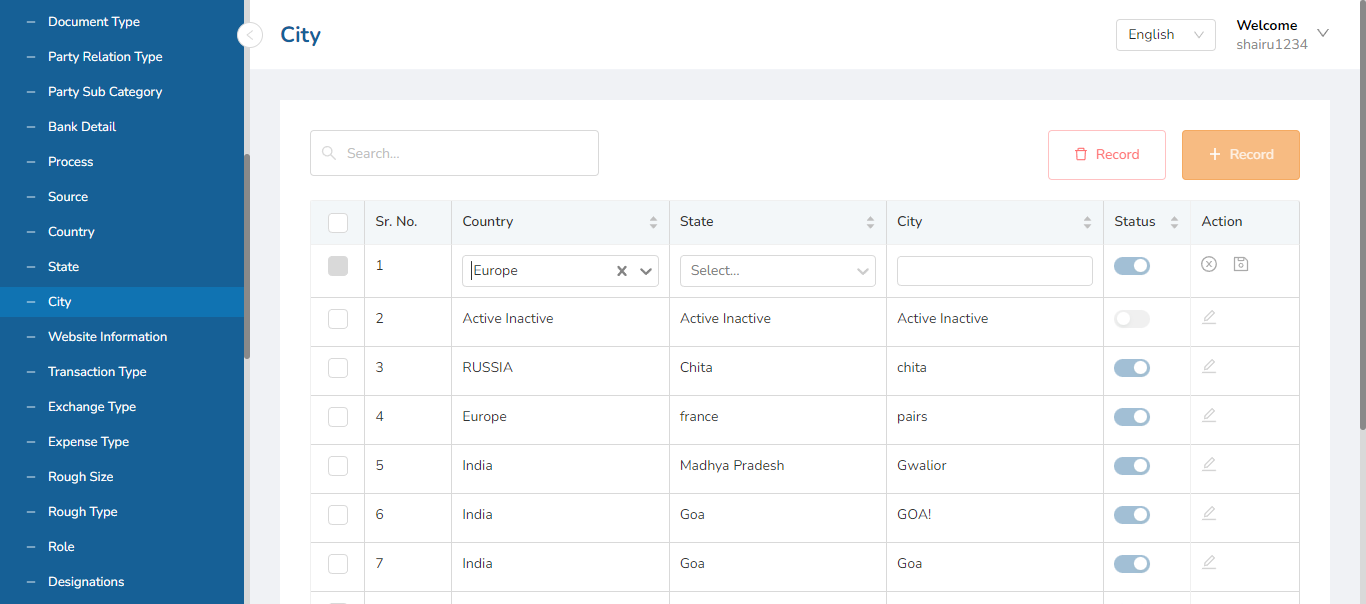 Document Type
Party Relation Type
Party Sub Category
Bank Detail
Process
Source
Country
State
City
Website Information
Transaction Type
Exchange Type
Expense Type
Rough Size
Rough Type
Role
Designations
City
English
Welcome
shairu1234
Search...
Record
+ Record
Sr. No. Country State City Status Action
1 Europe Select...
2 Active Inactive Active Inactive Active Inactive
3 RUSSIA Chita chita
4 Europe france pairs
5 India Madhya Pradesh Gwalior
6 India Goa GOA!
7 India Goa Goa